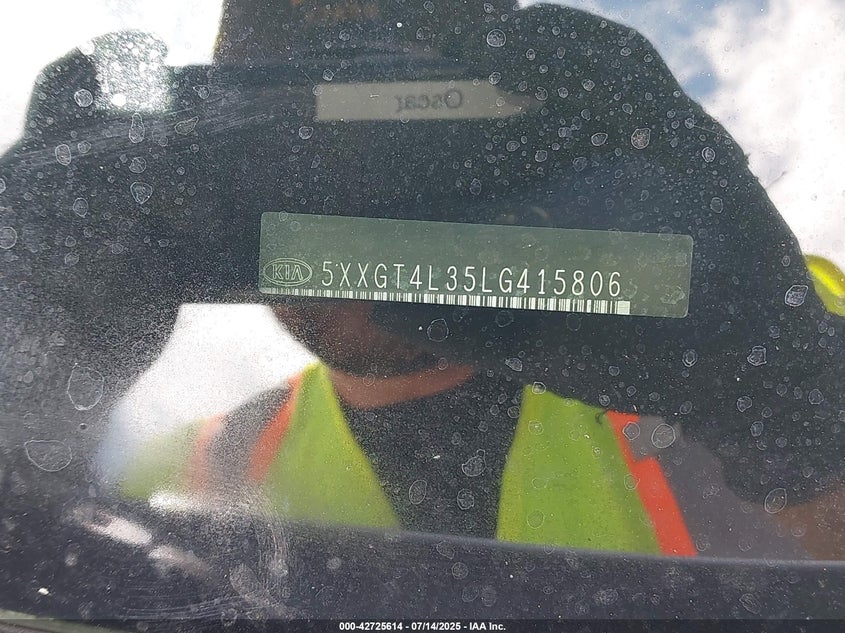 Oscar
KIA 5XXGT4L35LG415806
000-42725614 - 07/14/2025 - IAA Inc.